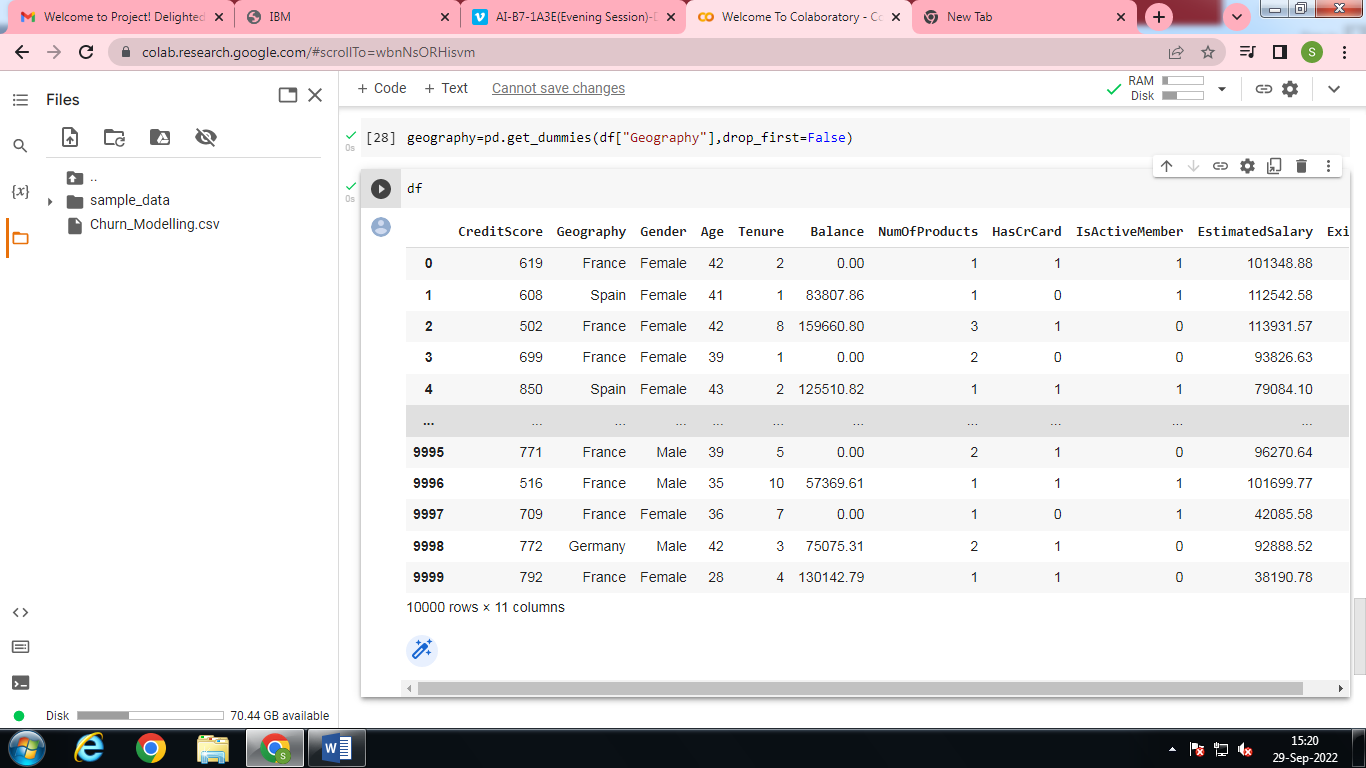 Welcome to Project! Delighted
IBM
AI-B7-1A3E(Evening Session)-D
Welcome To Colaboratory - Co
New Tab
colab.research.google.com/#scrollTo=wbnNsORHisvm
S
Files
+ Code + Text Cannot save changes
RAM
Disk
..
sample_data
Churn_Modelling.csv
{x}
[28] geography=pd.get_dummies(df["Geography"],drop_first=False)
0s
df
0s
CreditScore Geography Gender Age Tenure Balance NumOfProducts HasCrCard IsActiveMember EstimatedSalary Exi
0 619 France Female 42 2 0.00 1 1 1 101348.88
1 608 Spain Female 41 1 83807.86 1 0 1 112542.58
2 502 France Female 42 8 159660.80 3 1 0 113931.57
3 699 France Female 39 1 0.00 2 0 0 93826.63
4 850 Spain Female 43 2 125510.82 1 1 1 79084.10
... ... ... ... ... ... ... ... ... ... ...
9995 771 France Male 39 5 0.00 2 1 0 96270.64
9996 516 France Male 35 10 57369.61 1 1 1 101699.77
9997 709 France Female 36 7 0.00 1 0 1 42085.58
9998 772 Germany Male 42 3 75075.31 2 1 0 92888.52
9999 792 France Female 28 4 130142.79 1 1 0 38190.78
10000 rows × 11 columns
Disk 70.44 GB available
15:20
29-Sep-2022